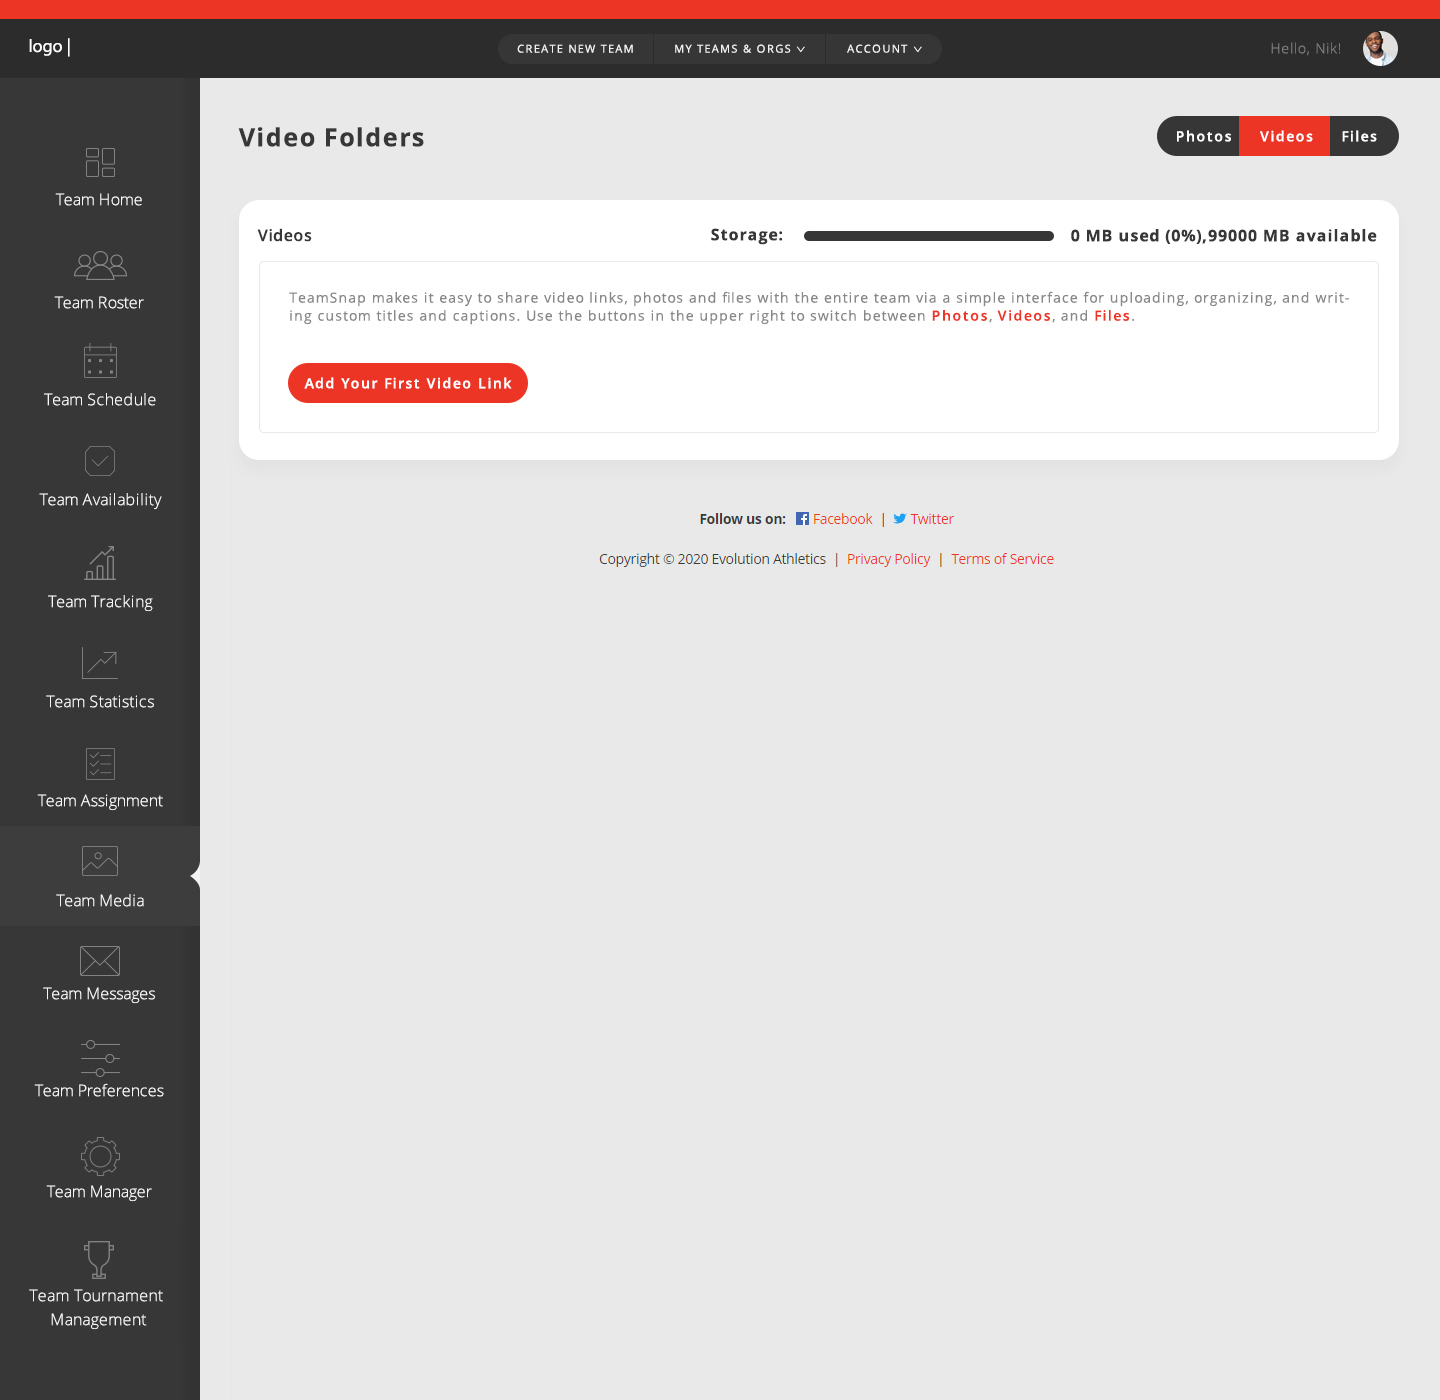 logo |
CREATE NEW TEAM
MY TEAMS & ORGS
ACCOUNT
Hello, Nik!
Team Home
Team Roster
Team Schedule
Team Availability
Team Tracking
Team Statistics
Team Assignment
Team Media
Team Messages
Team Preferences
Team Manager
Team Tournament
Management
Video Folders
Photos
Videos
Files
Videos
Storage:
0 MB used (0%),99000 MB available
TeamSnap makes it easy to share video links, photos and files with the entire team via a simple interface for uploading, organizing, and writ-
ing custom titles and captions. Use the buttons in the upper right to switch between Photos, Videos, and Files.
Add Your First Video Link
Follow us on: Facebook | Twitter
Copyright © 2020 Evolution Athletics | Privacy Policy | Terms of Service